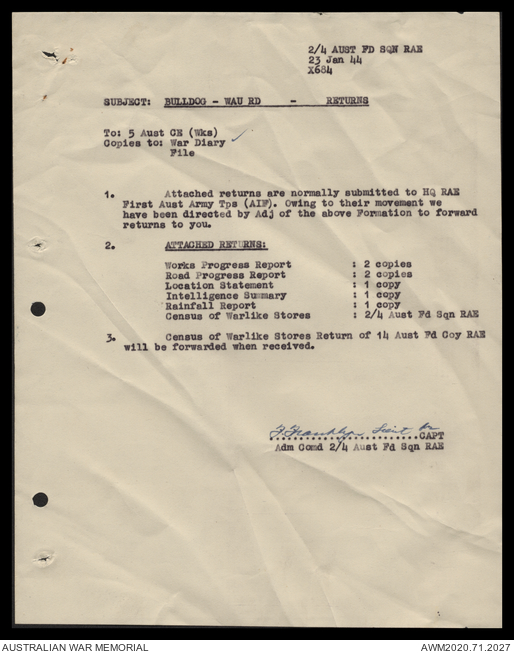 2/4 AUST FD SQN RAE
23 Jan 44
X684
SUBJECT: BULLDOG - WAU RD - RETURNS
To: 5 Aust CE (Wks)
Copies to: War Diary
File
1. Attached returns are normally submitted to HQ RAE
First Aust Army Tps (AIF). Owing to their movement we
have been directed by Adj of the above Formation to forward
returns to you.
2. ATTACHED RETURNS:
Works Progress Report : 2 copies
Road Progress Report : 2 copies
Location Statement : 1 copy
Intelligence Summary : 1 copy
Rainfall Report : 1 copy
Census of Warlike Stores : 2/4 Aust Fd Sqn RAE
3. Census of Warlike Stores Return of 14 Aust Fd Coy RAE
will be forwarded when received.
Lieut for
CAPT
Adm Comd 2/4 Aust Fd Sqn RAE
AUSTRALIAN WAR MEMORIAL AWM2020.71.2027